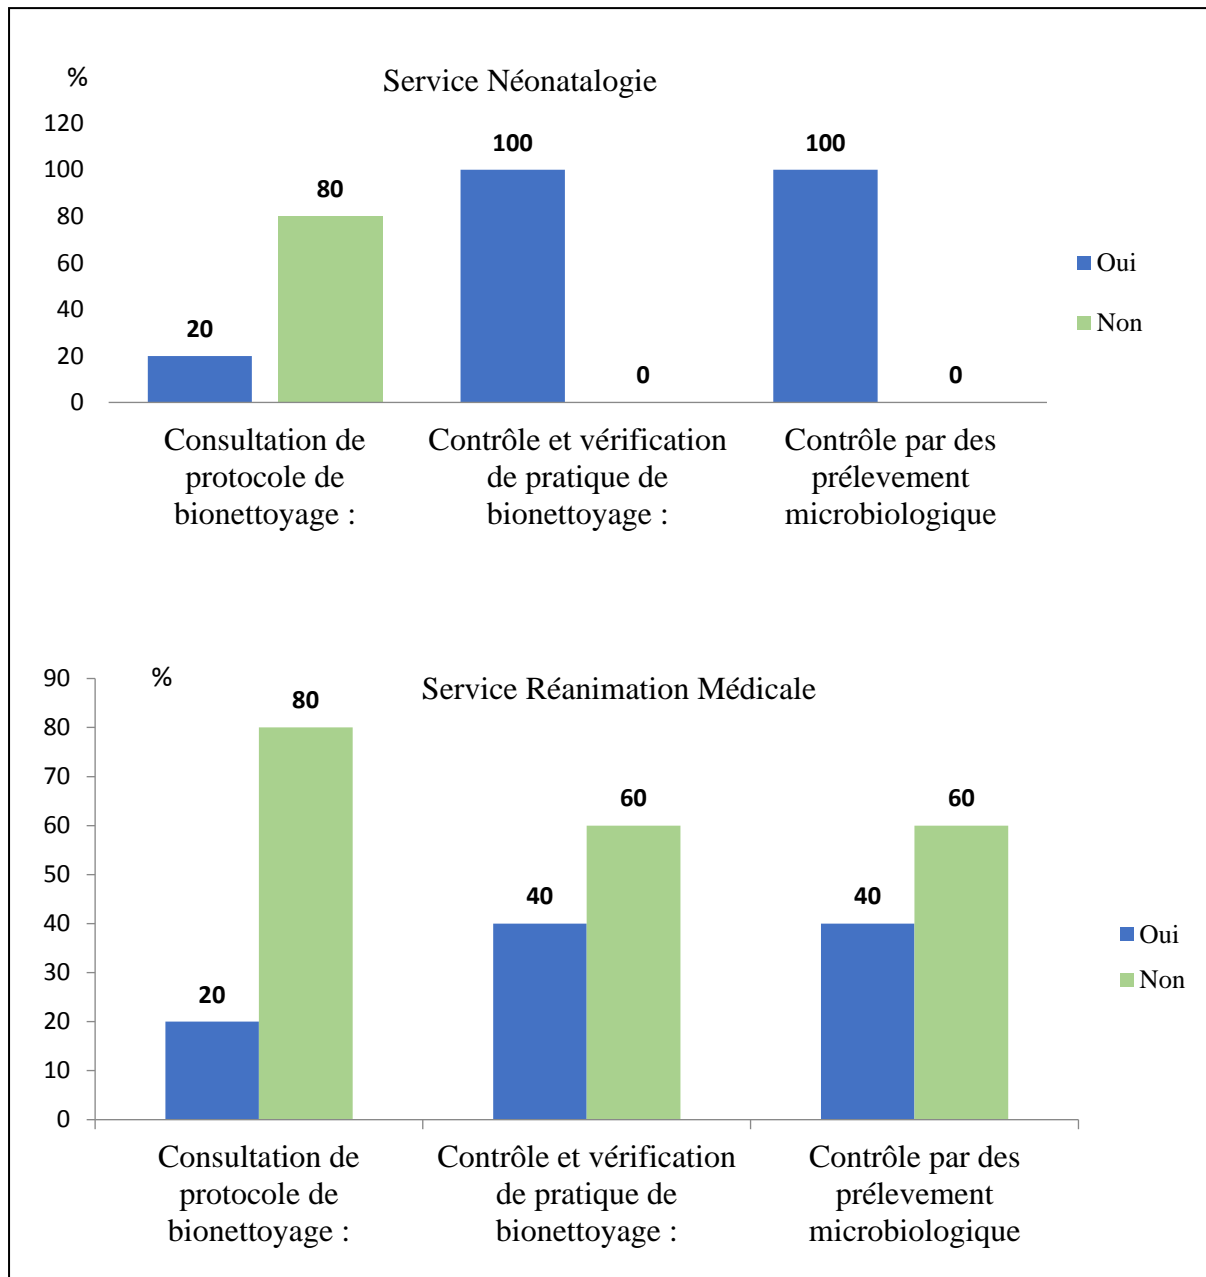 %
Service Néonatalogie
120
100
80
60
40
20
0
20
80
100
0
100
0
Oui
Non
Consultation de
protocole de
bionettoyage :
Contrôle et vérification
de pratique de
bionettoyage :
Contrôle par des
prélevement
microbiologique
%
Service Réanimation Médicale
90
80
70
60
50
40
30
20
10
0
20
80
40
60
40
60
Oui
Non
Consultation de
protocole de
bionettoyage :
Contrôle et vérification
de pratique de
bionettoyage :
Contrôle par des
prélevement
microbiologique